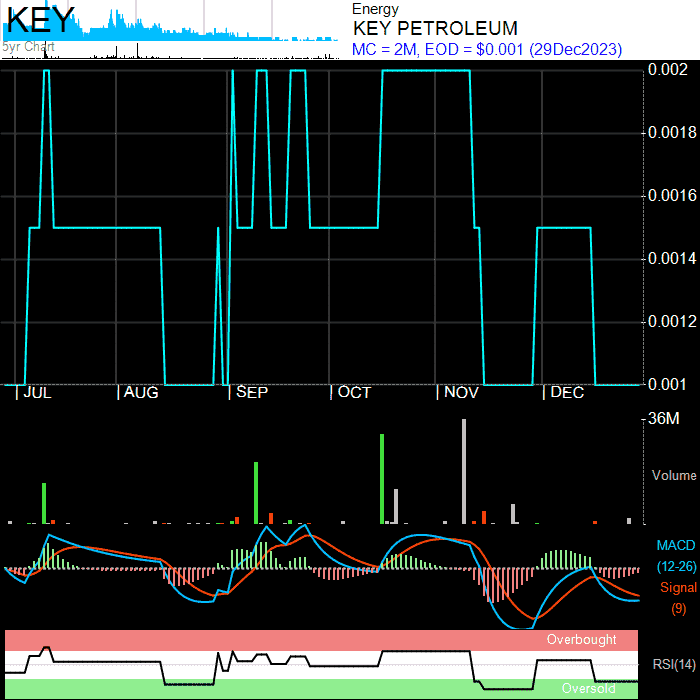 KEY
5yr Chart
Energy
KEY PETROLEUM
MC = 2M, EOD = $0.001 (29Dec2023)
0.002
0.0018
0.0016
0.0014
0.0012
0.001
JUL
AUG
SEP
OCT
NOV
DEC
36M
Volume
MACD
(12-26)
Signal
(9)
Overbought
RSI(14)
Oversold